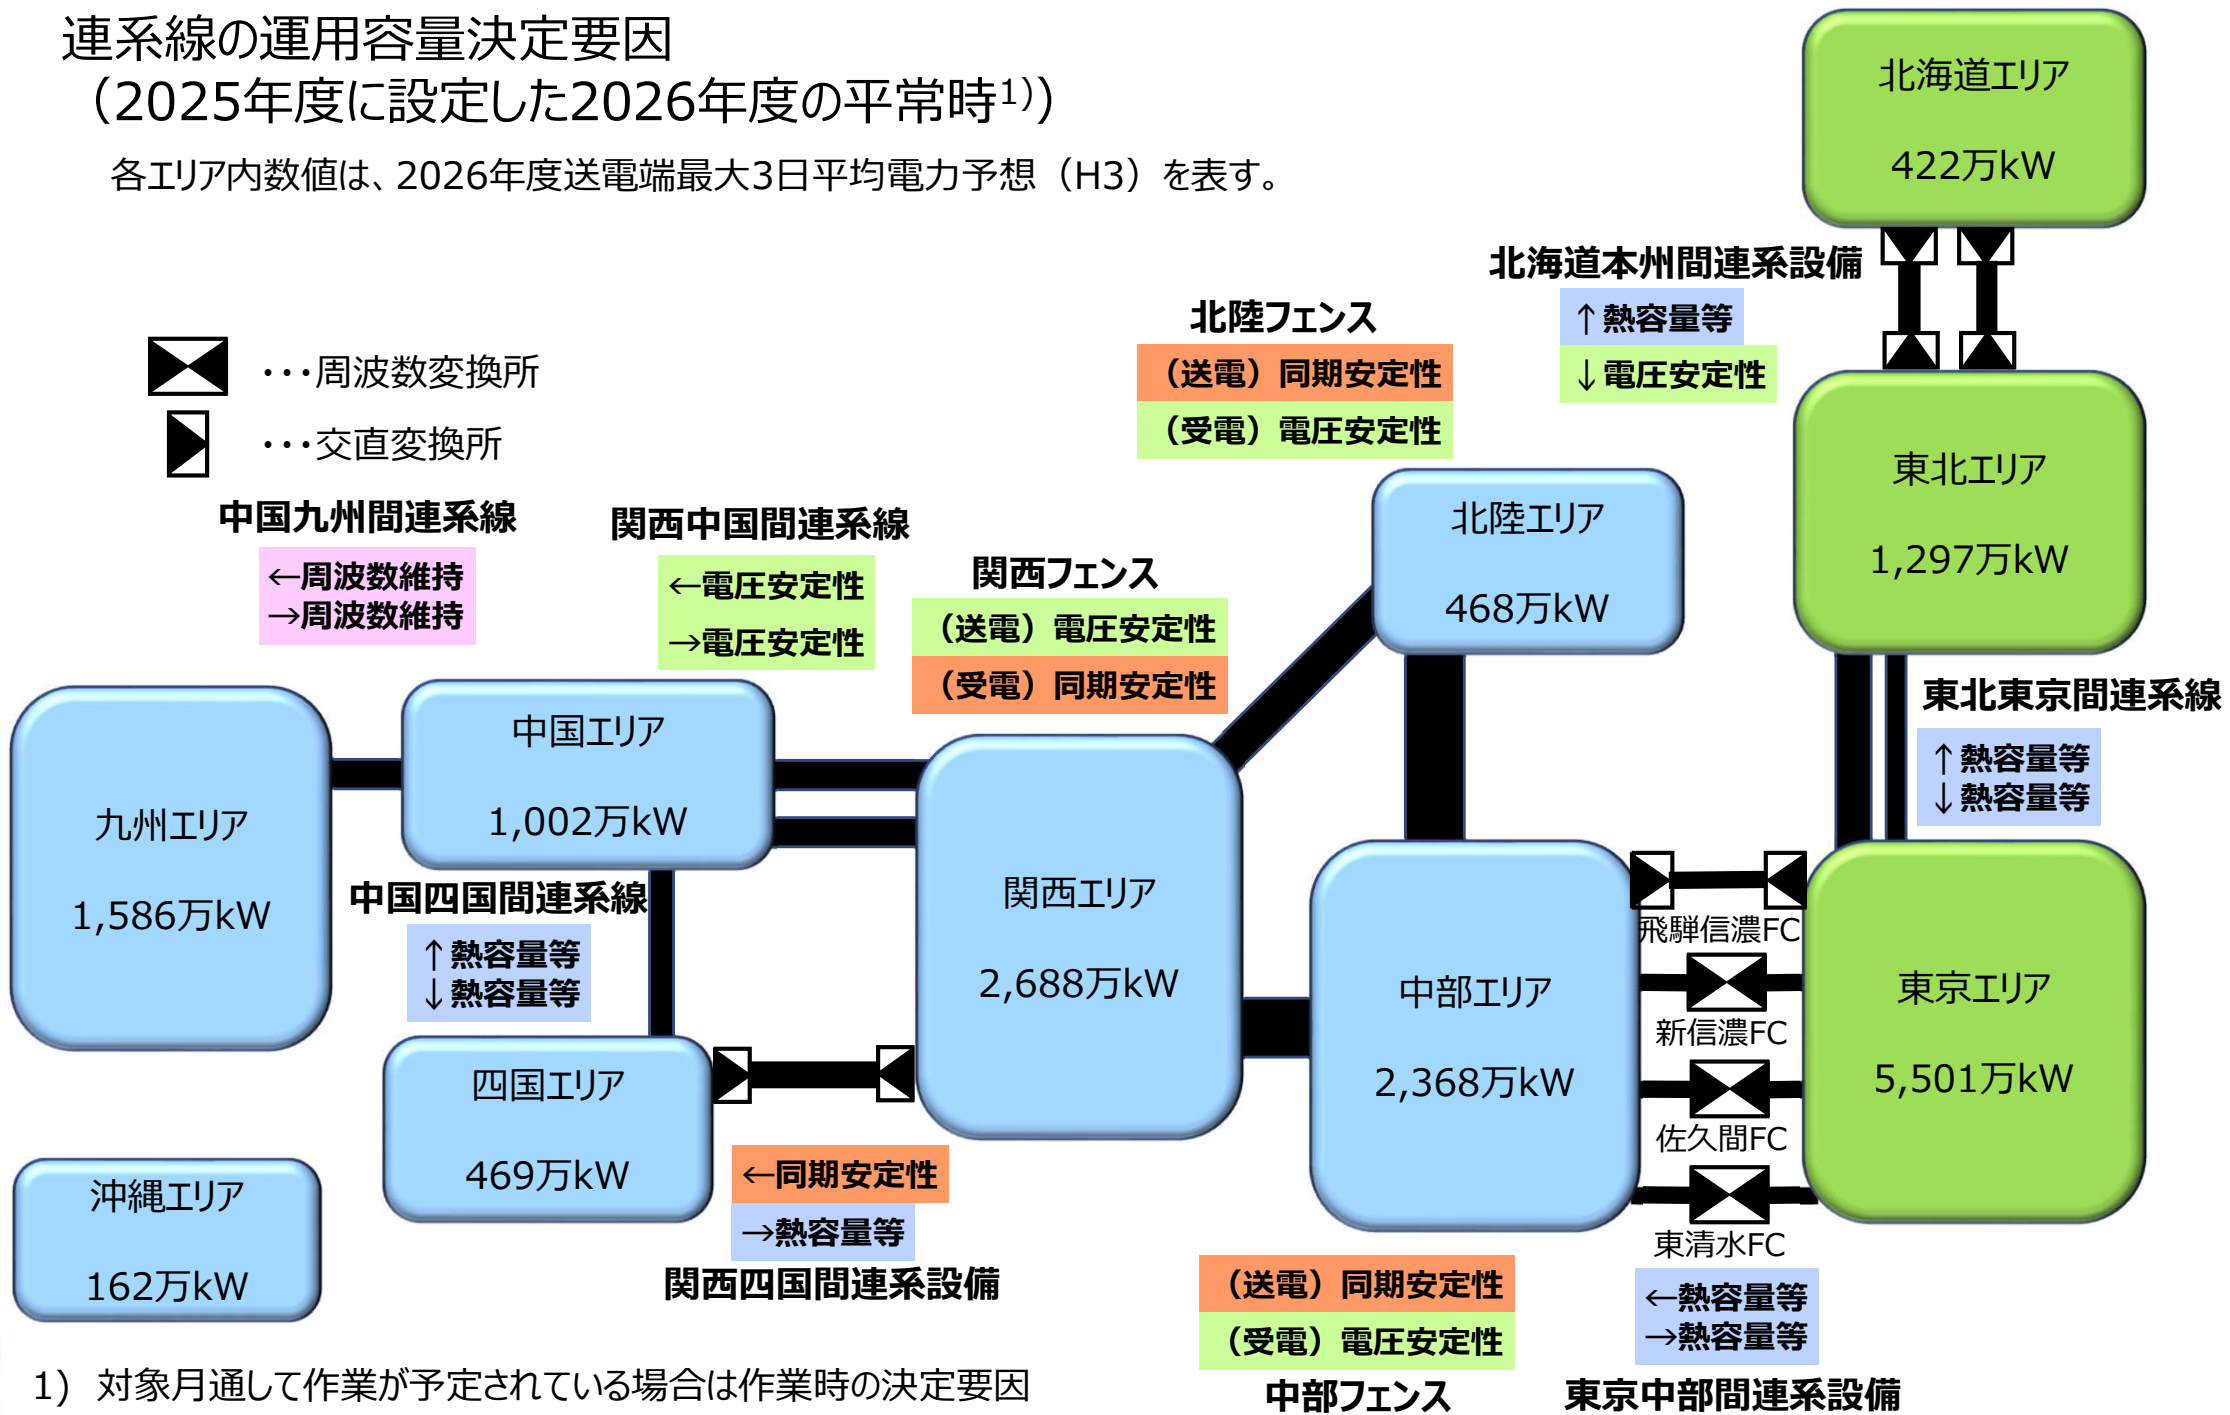 連系線の運用容量決定要因
（2025年度に設定した2026年度の平常時1)）
各エリア内数値は、2026年度送電端最大3日平均電力予想（H3）を表す。
北海道エリア
422万kW
北海道本州間連系設備
↑熱容量等
↓電圧安定性
北陸フェンス
（送電）同期安定性
（受電）電圧安定性
･･･周波数変換所
･･･交直変換所
東北エリア
1,297万kW
北陸エリア
468万kW
中国九州間連系線
←周波数維持
→周波数維持
関西中国間連系線
←電圧安定性
→電圧安定性
関西フェンス
（送電）電圧安定性
（受電）同期安定性
東北東京間連系線
↑熱容量等
↓熱容量等
九州エリア
1,586万kW
中国エリア
1,002万kW
中国四国間連系線
↑熱容量等
↓熱容量等
関西エリア
2,688万kW
中部エリア
2,368万kW
飛騨信濃FC
新信濃FC
佐久間FC
東清水FC
東京エリア
5,501万kW
四国エリア
469万kW
←同期安定性
→熱容量等
関西四国間連系設備
沖縄エリア
162万kW
（送電）同期安定性
（受電）電圧安定性
中部フェンス
←熱容量等
→熱容量等
東京中部間連系設備
1) 対象月通して作業が予定されている場合は作業時の決定要因